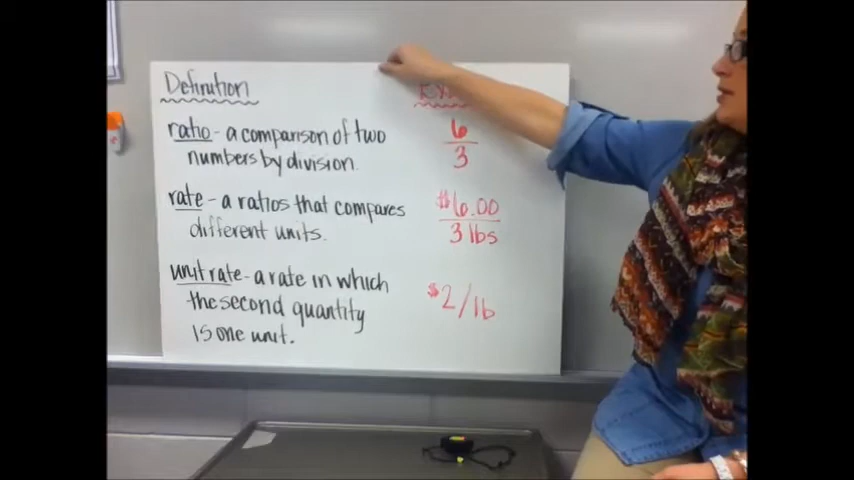 Definition
ratio - a comparison of two 6
numbers by division. 3
rate - a ratios that compares $6.00
different units. 3 lbs
unit rate - a rate in which
the second quantity $2/lb
is one unit.